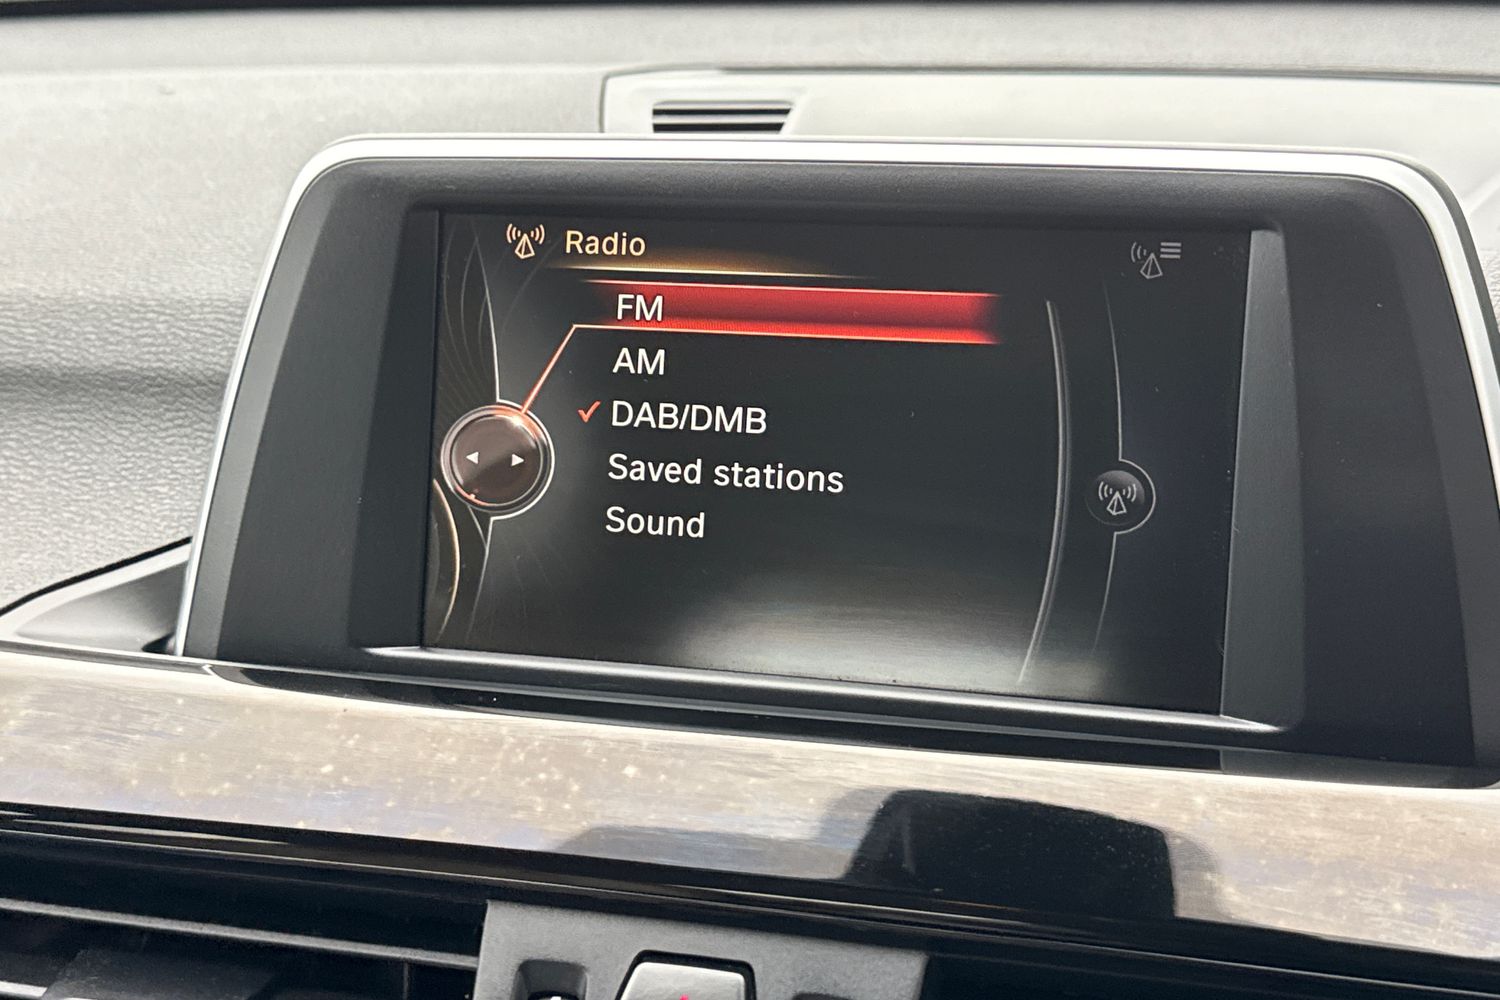 Radio
FM
AM
DAB/DMB
Saved stations
Sound